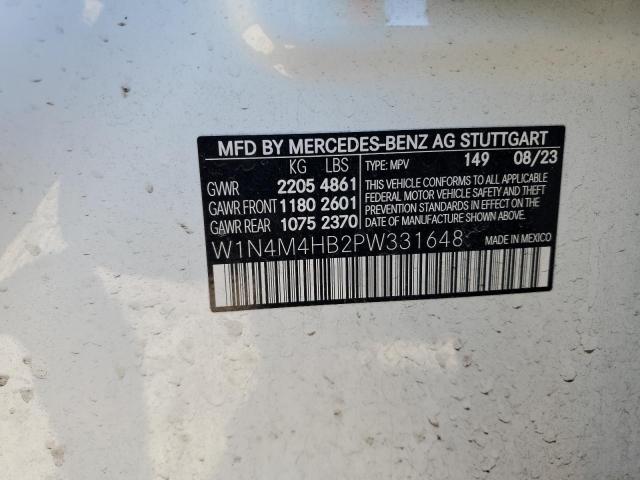 MFD BY MERCEDES-BENZ AG STUTTGART
KG LBS TYPE: MPV 149 08/23
GVWR 2205 4861
GAWR FRONT 1180 2601
GAWR REAR 1075 2370
THIS VEHICLE CONFORMS TO ALL APPLICABLE
FEDERAL MOTOR VEHICLE SAFETY AND THEFT
PREVENTION STANDARDS IN EFFECT ON THE
DATE OF MANUFACTURE SHOWN ABOVE.
W1N4M4HB2PW331648 MADE IN MEXICO